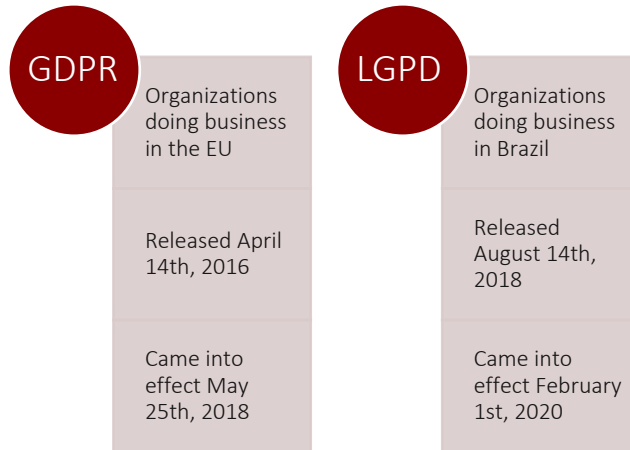 GDPR
Organizations
doing business
in the EU
Released April
14th, 2016
Came into
effect May
25th, 2018
LGPD
Organizations
doing business
in Brazil
Released
August 14th,
2018
Came into
effect February
1st, 2020